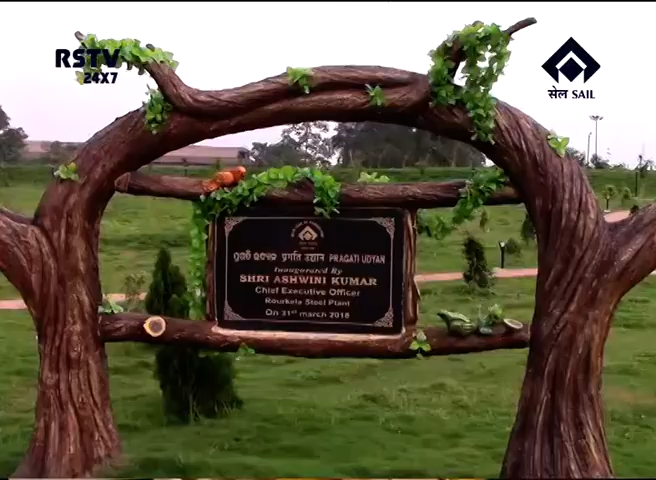 RSTV
24X7
सेल SAIL
ପ୍ରଗତି ଉଦ୍ୟାନ प्रगति उद्यान PRAGATI UDYAN
Inaugurated By
SHRI ASHWINI KUMAR
Chief Executive Officer
Rourkela Steel Plant
On 31st March 2018